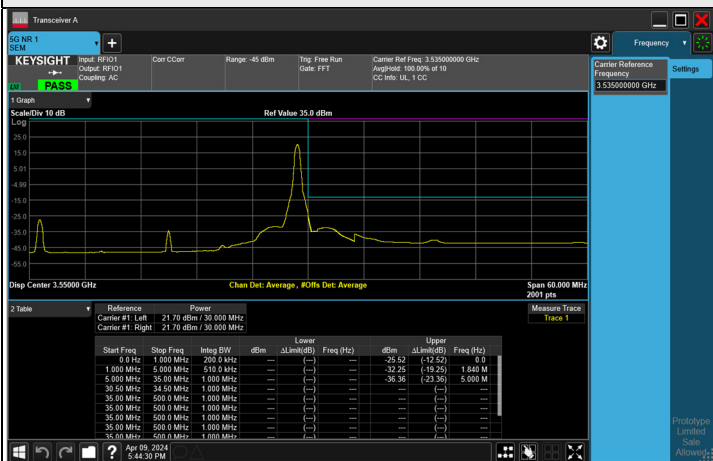 Transceiver A
5G NR 1
SEM
+
Frequency
KEYSIGHT
Input: RFIO1
Output: RFIO1
Coupling: AC
Corr CCorr
Range: -45 dBm
Trig: Free Run
Gate: FFT
Carrier Ref Freq: 3.535000000 GHz
Avg|Hold: 100.00% of 10
CC Info: UL, 1 CC
LXI
PASS
Carrier Reference
Frequency
3.535000000 GHz
Settings
1 Graph
Scale/Div 10 dB
Ref Value 35.0 dBm
Log
25.0
15.0
5.01
-4.99
-15.0
-25.0
-35.0
-45.0
-55.0
Disp Center 3.55000 GHz
Chan Det: Average, #Offs Det: Average
Span 60.000 MHz
2001 pts
2 Table
Reference Power
Carrier #1: Left 21.70 dBm / 30.000 MHz
Carrier #1: Right 21.70 dBm / 30.000 MHz
Measure Trace
Trace 1
Lower Upper
Start Freq Stop Freq Integ BW dBm ΔLimit(dB) Freq (Hz) dBm ΔLimit(dB) Freq (Hz)
0.0 Hz 1.000 MHz 200.0 kHz --- (---) --- -25.52 (-12.52) 0.0
1.000 MHz 5.000 MHz 510.0 kHz --- (---) --- -32.25 (-19.25) 1.840 M
5.000 MHz 35.00 MHz 1.000 MHz --- (---) --- -36.36 (-23.36) 5.000 M
30.50 MHz 34.50 MHz 1.000 MHz --- (---) --- --- (---) ---
35.00 MHz 500.0 MHz 1.000 MHz --- (---) --- --- (---) ---
35.00 MHz 500.0 MHz 1.000 MHz --- (---) --- --- (---) ---
35.00 MHz 500.0 MHz 1.000 MHz --- (---) --- --- (---) ---
35.00 MHz 500.0 MHz 1.000 MHz --- (---) --- --- (---) ---
35.00 MHz 500.0 MHz 1.000 MHz --- (---) --- --- (---) ---
Prototype
Limited
Sale
Allowed
?
Apr 09, 2024
5:44:30 PM